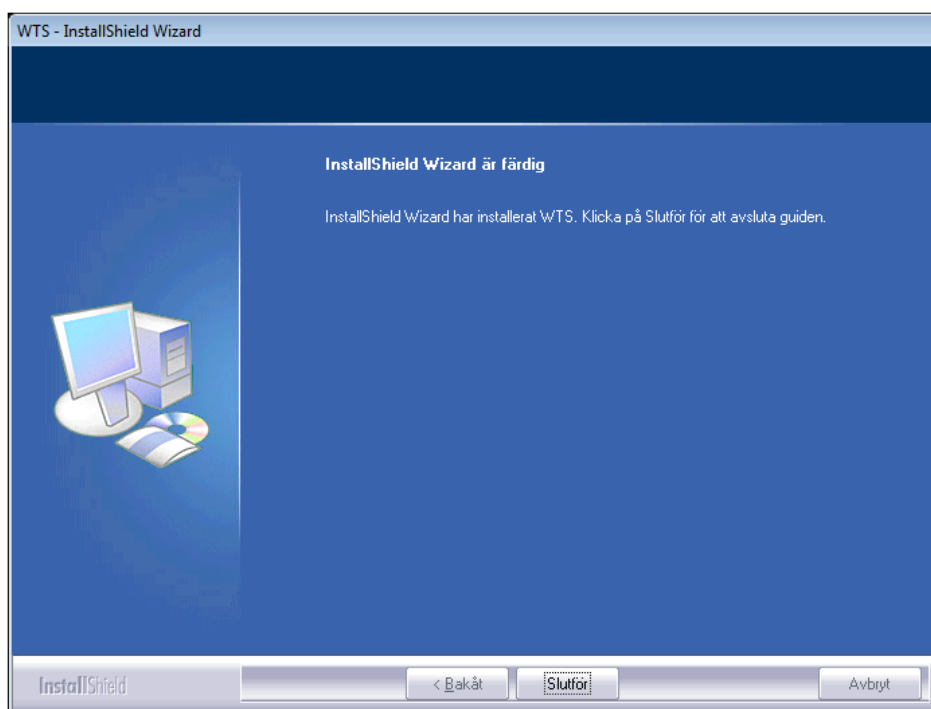 WTS - InstallShield Wizard
InstallShield Wizard är färdig
InstallShield Wizard har installerat WTS. Klicka på Slutför för att avsluta guiden.
InstallShield
< Bakåt
Slutför
Avbryt